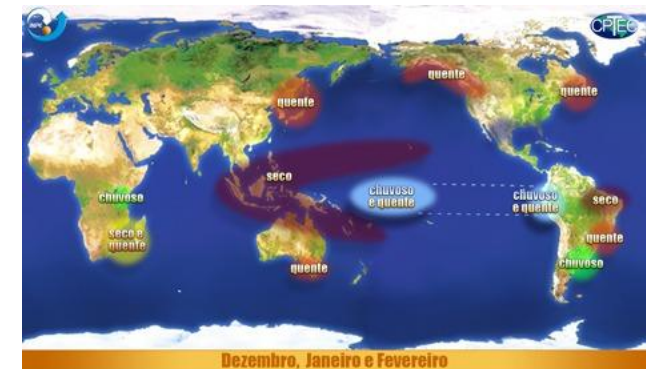 INPE
CPTEC
quente
quente
quente
seco
chuvoso
chuvoso
e quente
chuvoso
e quente
seco
seco e
quente
quente
chuvoso
quente
Dezembro, Janeiro e Fevereiro